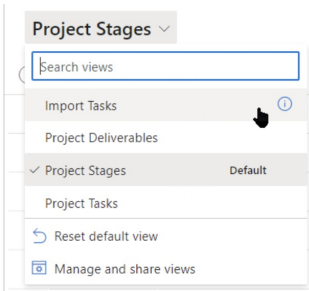 Project Stages
Search views
Import Tasks
Project Deliverables
Project Stages Default
Project Tasks
Reset default view
Manage and share views